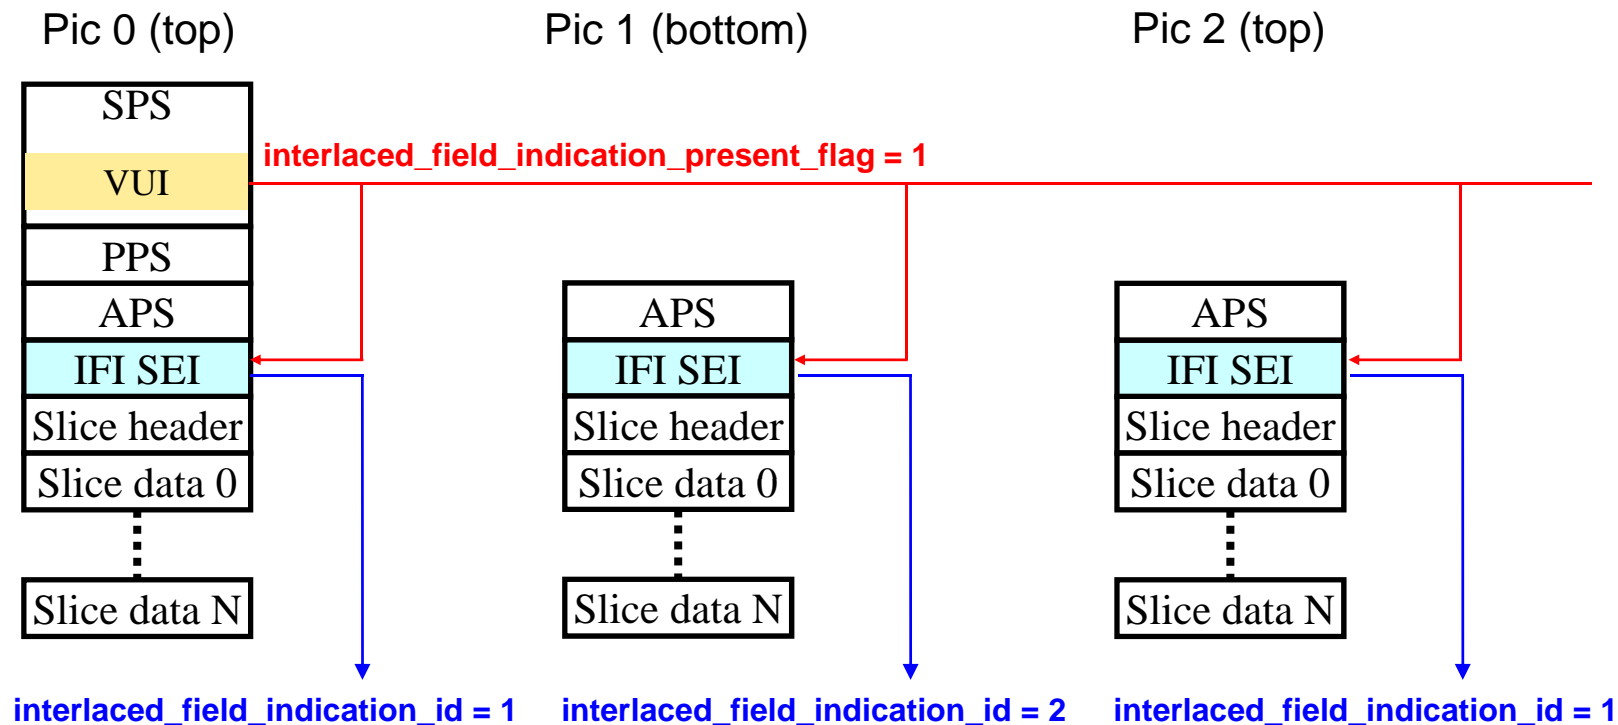 Pic 0 (top)
Pic 1 (bottom)
Pic 2 (top)
SPS
interlaced_field_indication_present_flag = 1
VUI
PPS
APS
APS
APS
IFI SEI
IFI SEI
IFI SEI
Slice header
Slice header
Slice header
Slice data 0
Slice data 0
Slice data 0
Slice data N
Slice data N
Slice data N
interlaced_field_indication_id = 1
interlaced_field_indication_id = 2
interlaced_field_indication_id = 1